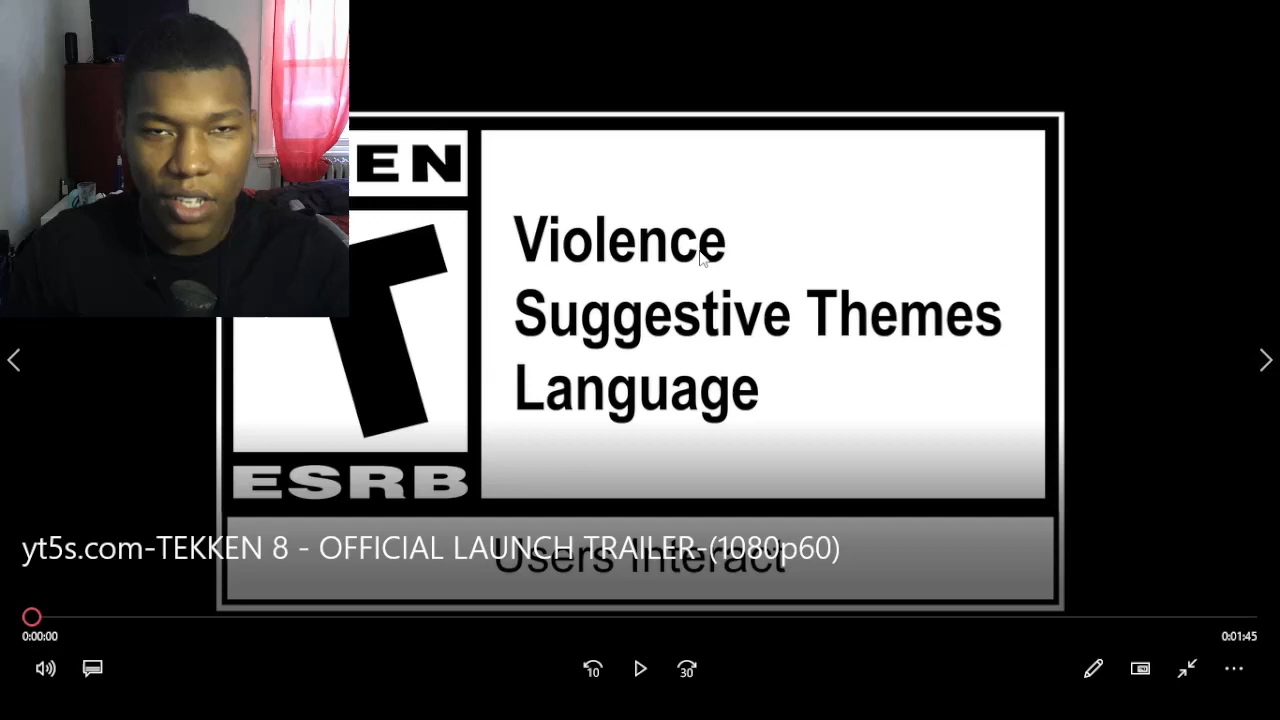 EN
Violence
Suggestive Themes
Language
T
ESRB
yt5s.com-TEKKEN 8 - OFFICIAL LAUNCH TRAILER-(1080p60)
Users Interact
0:00:00
0:01:45
10
30